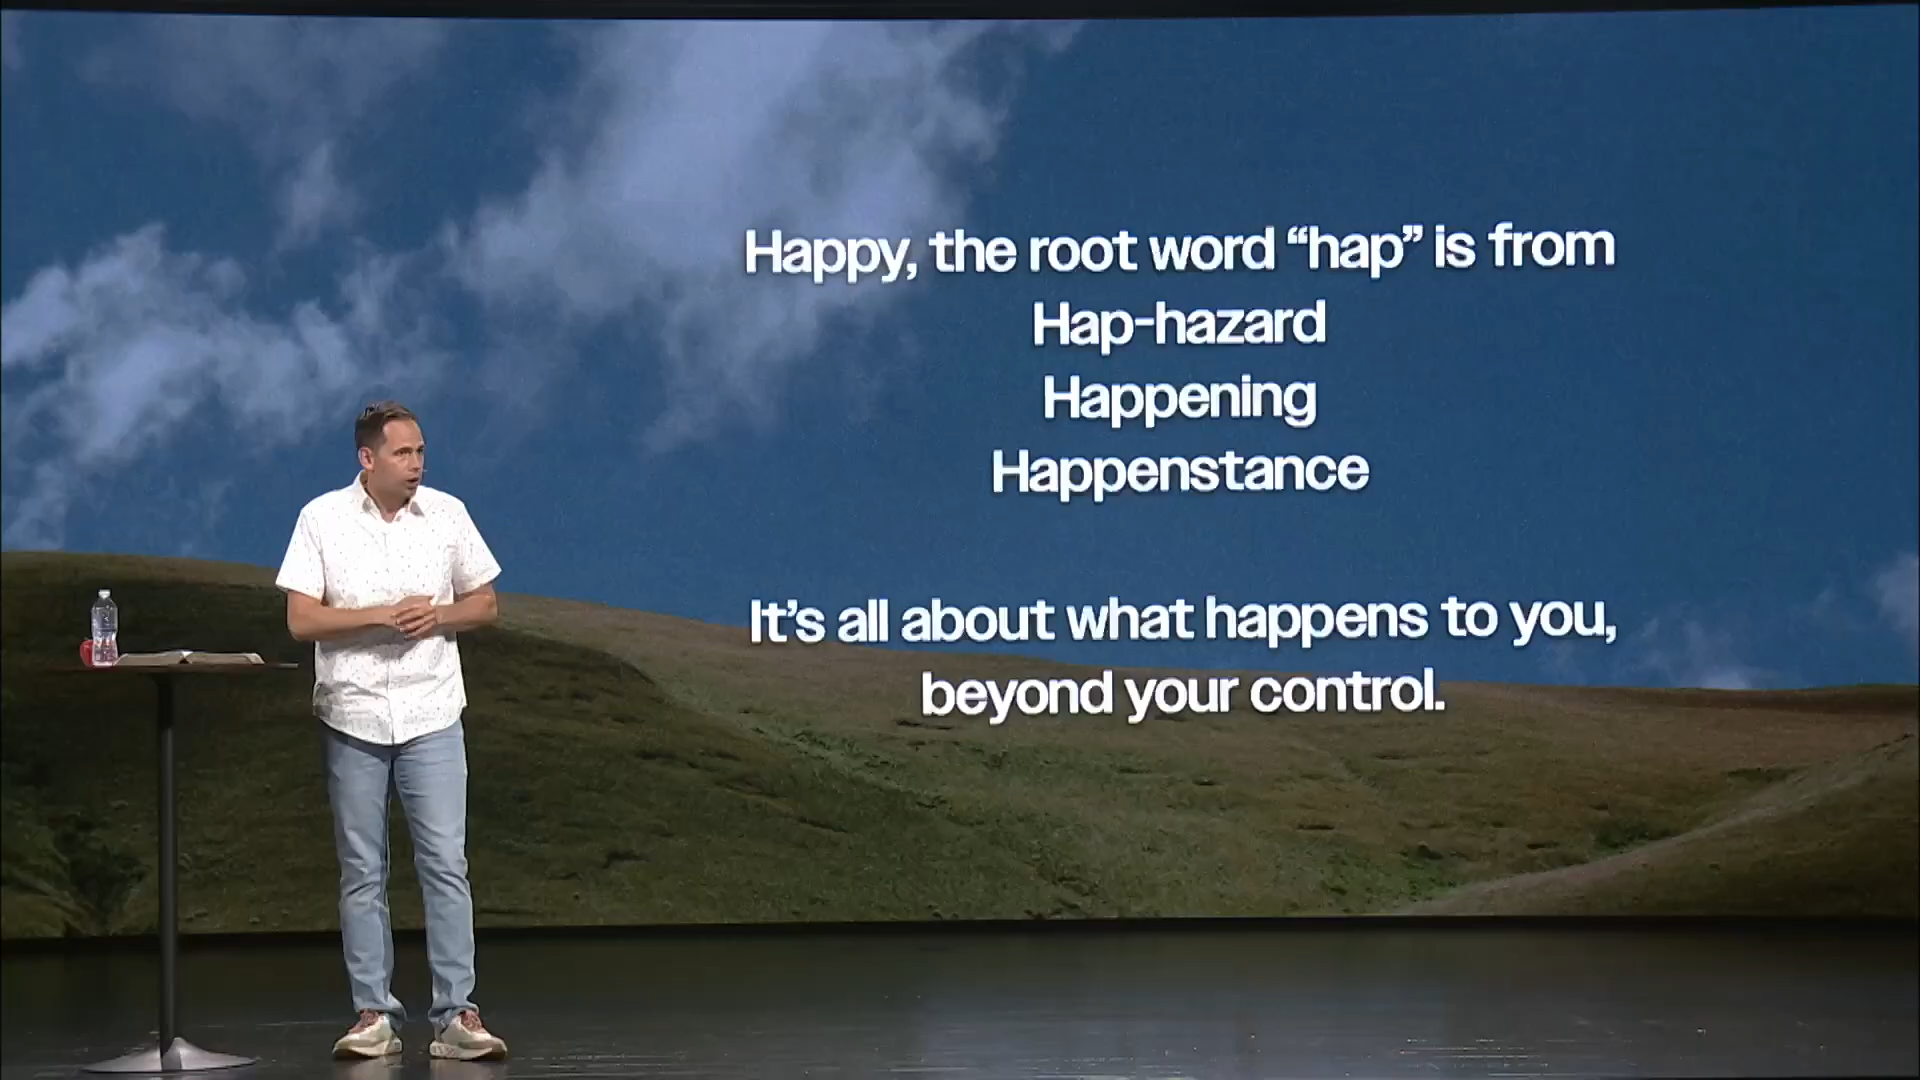 Happy, the root word “hap” is from
Hap-hazard
Happening
Happenstance
It’s all about what happens to you,
beyond your control.